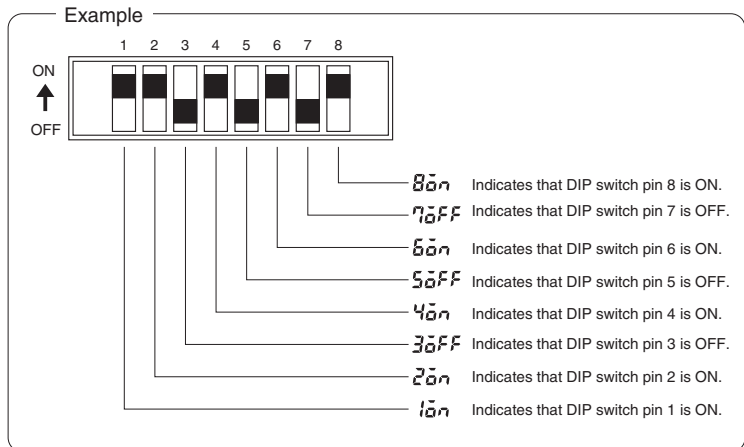 Example
1 2 3 4 5 6 7 8
ON
OFF
8on Indicates that DIP switch pin 8 is ON.
7oFF Indicates that DIP switch pin 7 is OFF.
6on Indicates that DIP switch pin 6 is ON.
5oFF Indicates that DIP switch pin 5 is OFF.
4on Indicates that DIP switch pin 4 is ON.
3oFF Indicates that DIP switch pin 3 is OFF.
2on Indicates that DIP switch pin 2 is ON.
1on Indicates that DIP switch pin 1 is ON.